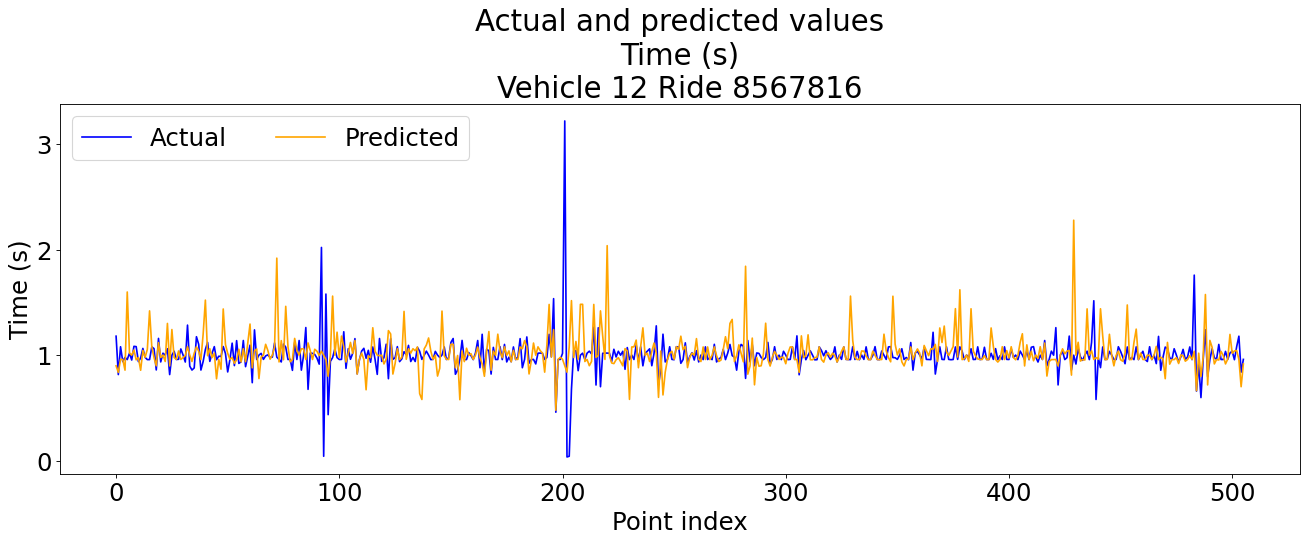 Actual and predicted values
Time (s)
Vehicle 12 Ride 8567816
Actual
Predicted
Time (s)
3
2
1
0
0
100
200
300
400
500
Point index